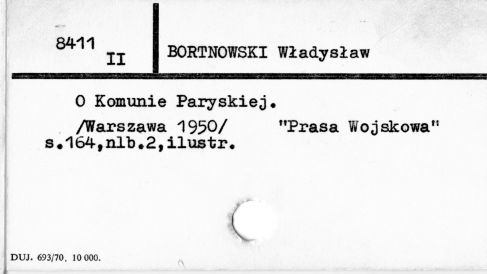 8411
II
BORTNOWSKI Władysław
O Komunie Paryskiej.
/Warszawa 1950/ "Prasa Wojskowa"
s.164,nlb.2,ilustr.
DUJ. 693/70. 10 000.